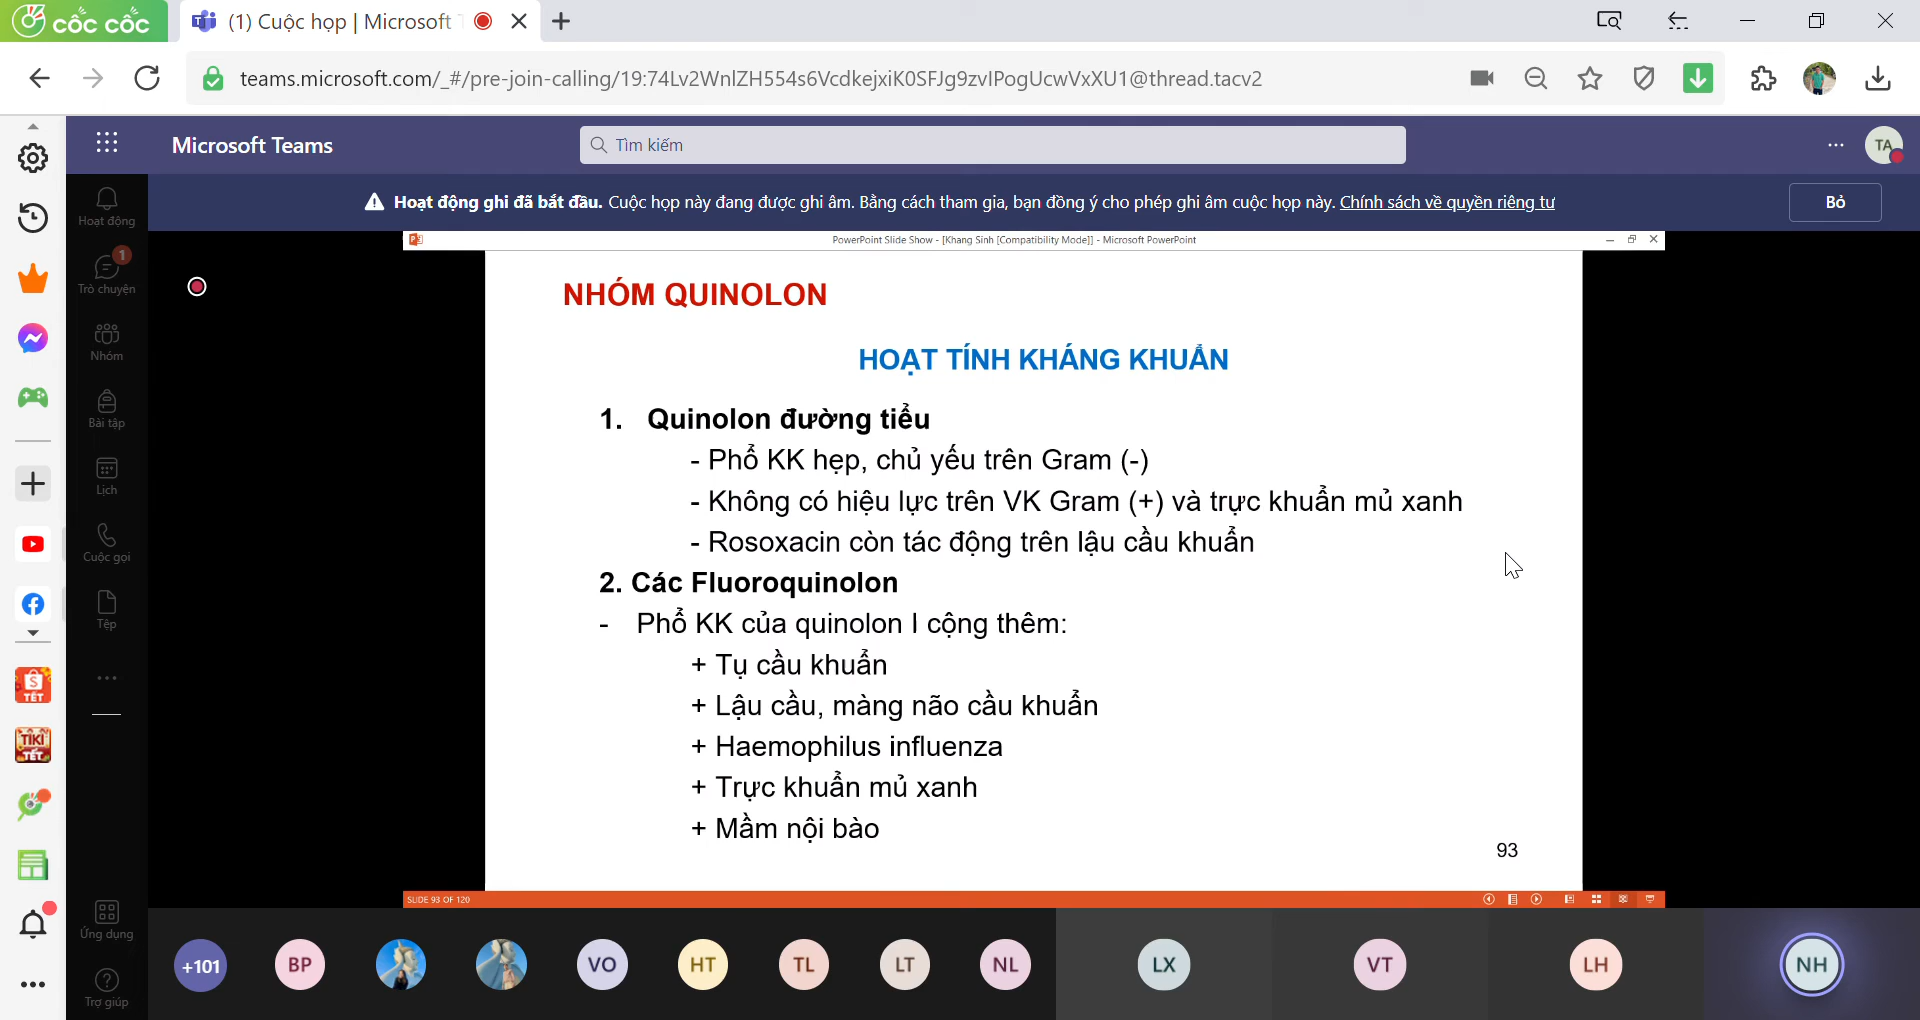 cốc cốc
(1) Cuộc họp | Microsoft
teams.microsoft.com/_#/pre-join-calling/19:74Lv2WnlZH554s6VcdkejxiK0SFJg9zvIPogUcwVxXU1@thread.tacv2
Microsoft Teams
Tìm kiếm
TA
Hoạt động ghi đã bắt đầu. Cuộc họp này đang được ghi âm. Bằng cách tham gia, bạn đồng ý cho phép ghi âm cuộc họp này. Chính sách về quyền riêng tư
Bỏ
Hoạt động
1
Trò chuyện
Nhóm
Bài tập
Lịch
Cuộc gọi
Tệp
Ứng dụng
Trợ giúp
TẾT
TIKI
TẾT
PowerPoint Slide Show - [Khang Sinh [Compatibility Mode]] - Microsoft PowerPoint
NHÓM QUINOLON
HOẠT TÍNH KHÁNG KHUẨN
1. Quinolon đường tiểu
- Phổ KK hẹp, chủ yếu trên Gram (-)
- Không có hiệu lực trên VK Gram (+) và trực khuẩn mủ xanh
- Rosoxacin còn tác động trên lậu cầu khuẩn
2. Các Fluoroquinolon
- Phổ KK của quinolon I cộng thêm:
+ Tụ cầu khuẩn
+ Lậu cầu, màng não cầu khuẩn
+ Haemophilus influenza
+ Trực khuẩn mủ xanh
+ Mầm nội bào
93
SLIDE 93 OF 120
+101
BP
VO
HT
TL
LT
NL
LX
VT
LH
NH